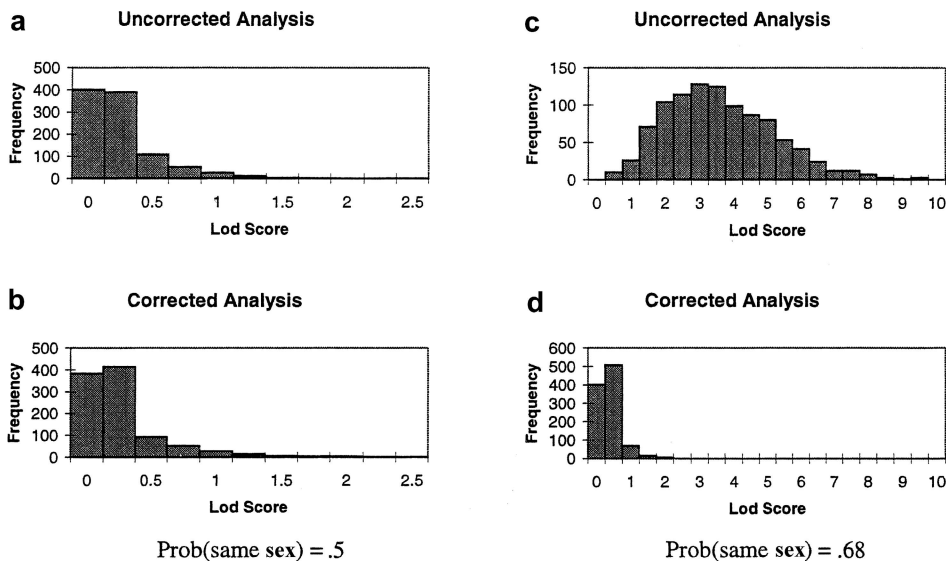 a
Uncorrected Analysis
500
400
300
200
100
0
Frequency
0 0.5 1 1.5 2 2.5
Lod Score
b
Corrected Analysis
500
400
300
200
100
0
Frequency
0 0.5 1 1.5 2 2.5
Lod Score
Prob(same sex) = .5
c
Uncorrected Analysis
150
100
50
0
Frequency
0 1 2 3 4 5 6 7 8 9 10
Lod Score
d
Corrected Analysis
600
500
400
300
200
100
0
Frequency
0 1 2 3 4 5 6 7 8 9 10
Lod Score
Prob(same sex) = .68